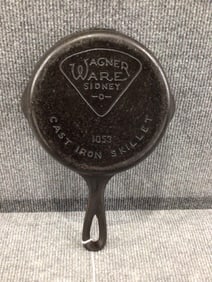 WAGNER
WARE
SIDNEY
-O-
1053
CAST IRON SKILLET